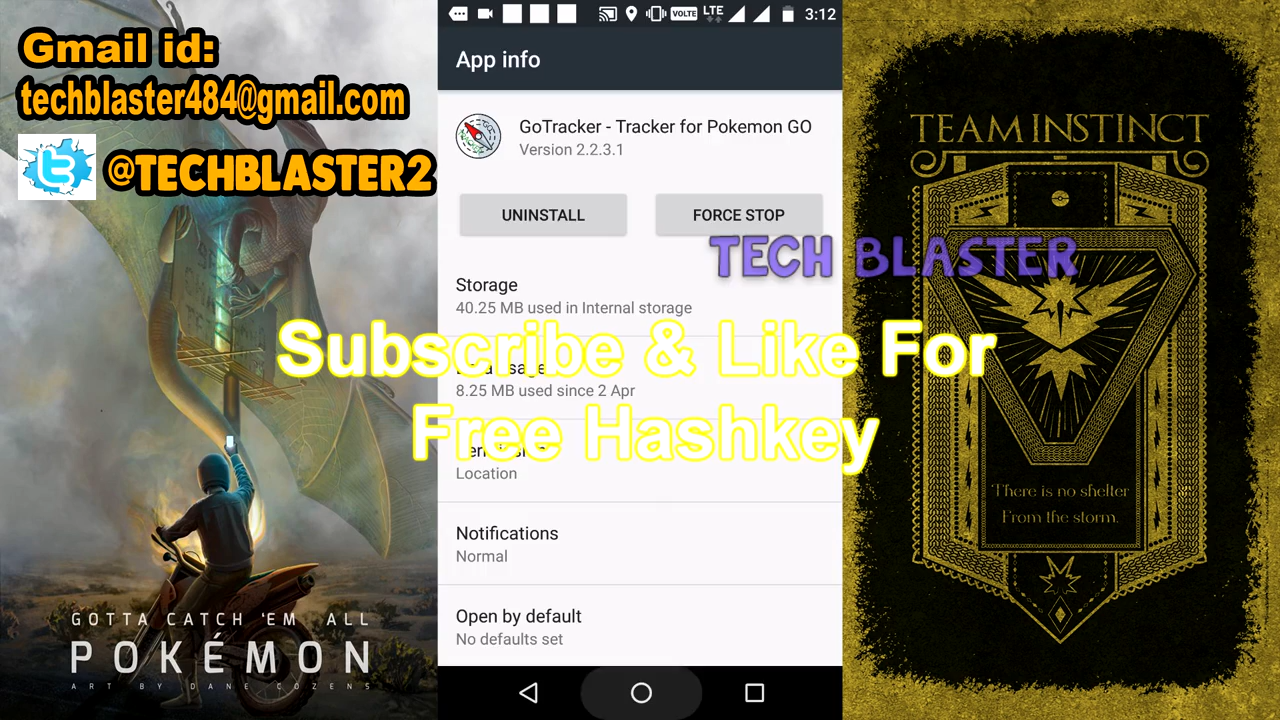 Gmail id:
techblaster484@gmail.com
@TECHBLASTER2
GOTTA CATCH 'EM ALL
POKÉMON
ART BY DANE COZENS
VOLTE
LTE
3:12
App info
GoTracker - Tracker for Pokemon GO
Version 2.2.3.1
UNINSTALL
FORCE STOP
TECH BLASTER
Storage
40.25 MB used in Internal storage
Subscribe & Like For
8.25 MB used since 2 Apr
Free Hashkey
Location
Notifications
Normal
Open by default
No defaults set
TEAM INSTINCT
There is no shelter
From the storm.